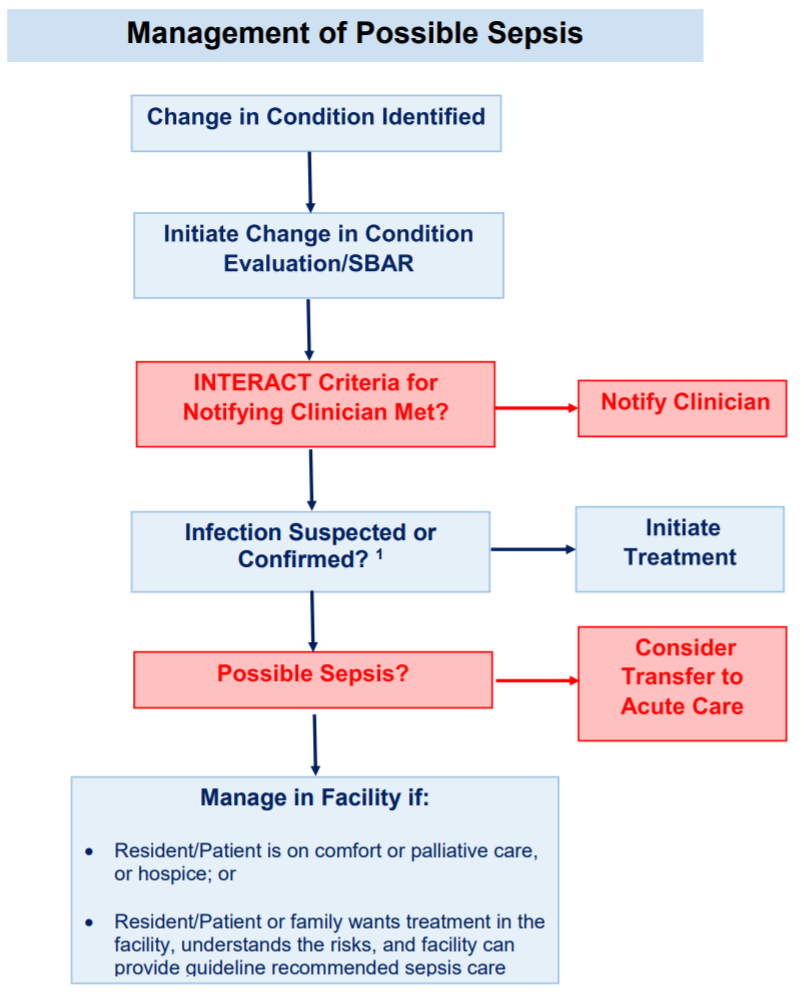 Management of Possible Sepsis
Change in Condition Identified
Initiate Change in Condition
Evaluation/SBAR
INTERACT Criteria for
Notifying Clinician Met?
Notify Clinician
Infection Suspected or
Confirmed? ¹
Initiate
Treatment
Possible Sepsis?
Consider
Transfer to
Acute Care
Manage in Facility if:
• Resident/Patient is on comfort or palliative care,
or hospice; or
• Resident/Patient or family wants treatment in the
facility, understands the risks, and facility can
provide guideline recommended sepsis care